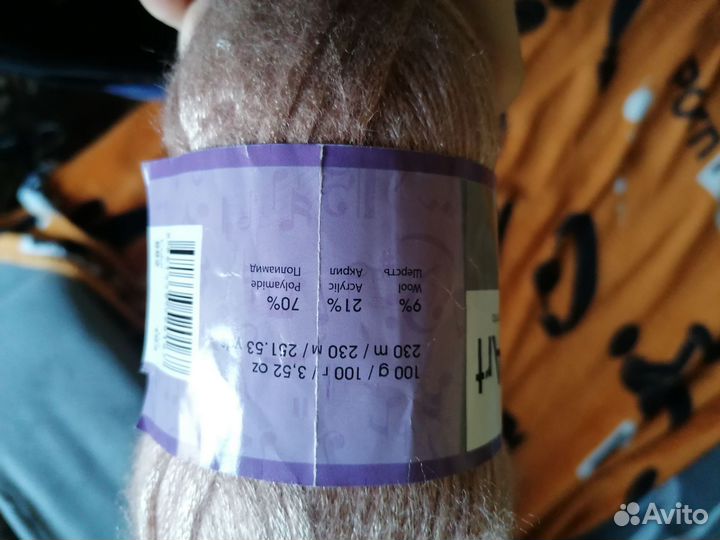 100 g / 100 г / 3,52 oz
230 m / 230 м / 251.53
9% 21% 70%
Wool Acrylic Polyamide
Шерсть Акрил Полиамид
Art
Avito